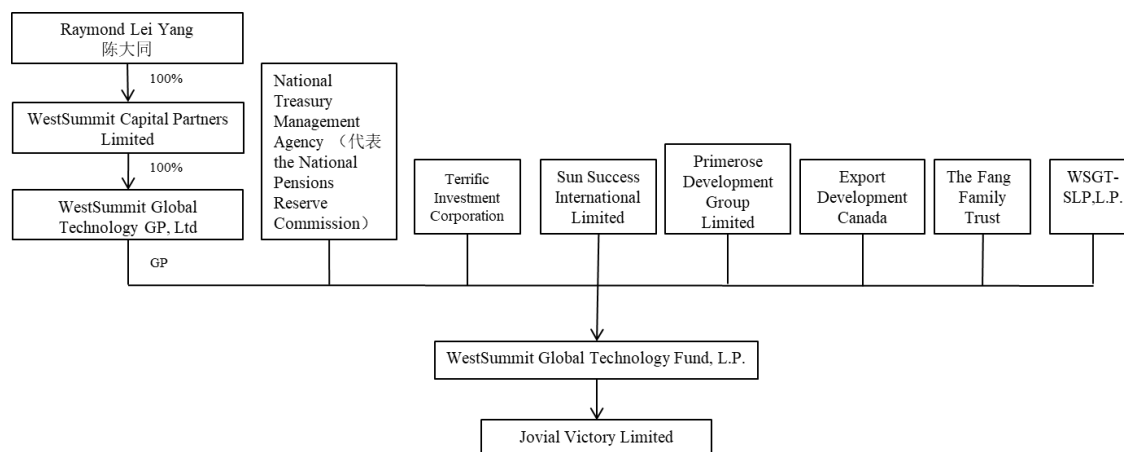 Raymond Lei Yang
陈大同
100%
WestSummit Capital Partners
Limited
100%
WestSummit Global
Technology GP, Ltd
GP
National
Treasury
Management
Agency （代表
the National
Pensions
Reserve
Commission）
Terrific
Investment
Corporation
Sun Success
International
Limited
Primerose
Development
Group
Limited
Export
Development
Canada
The Fang
Family
Trust
WSGT-
SLP,L.P.
WestSummit Global Technology Fund, L.P.
Jovial Victory Limited